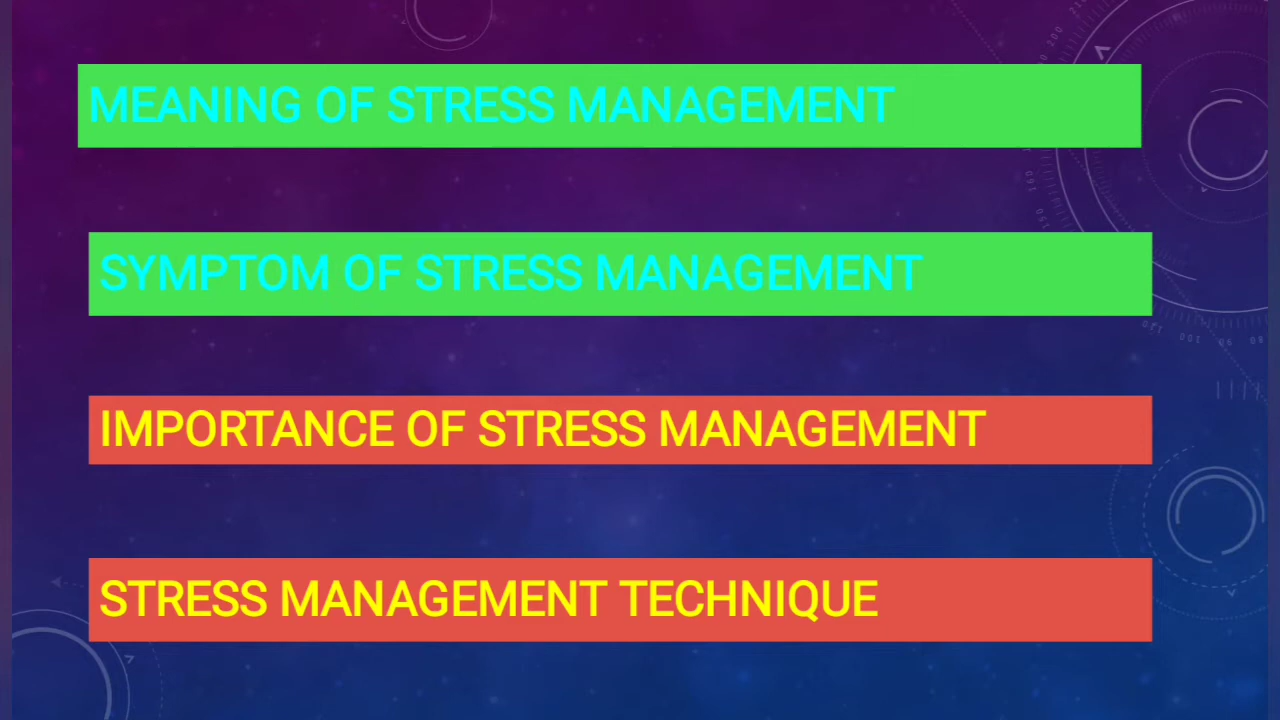 MEANING OF STRESS MANAGEMENT
SYMPTOM OF STRESS MANAGEMENT
IMPORTANCE OF STRESS MANAGEMENT
STRESS MANAGEMENT TECHNIQUE